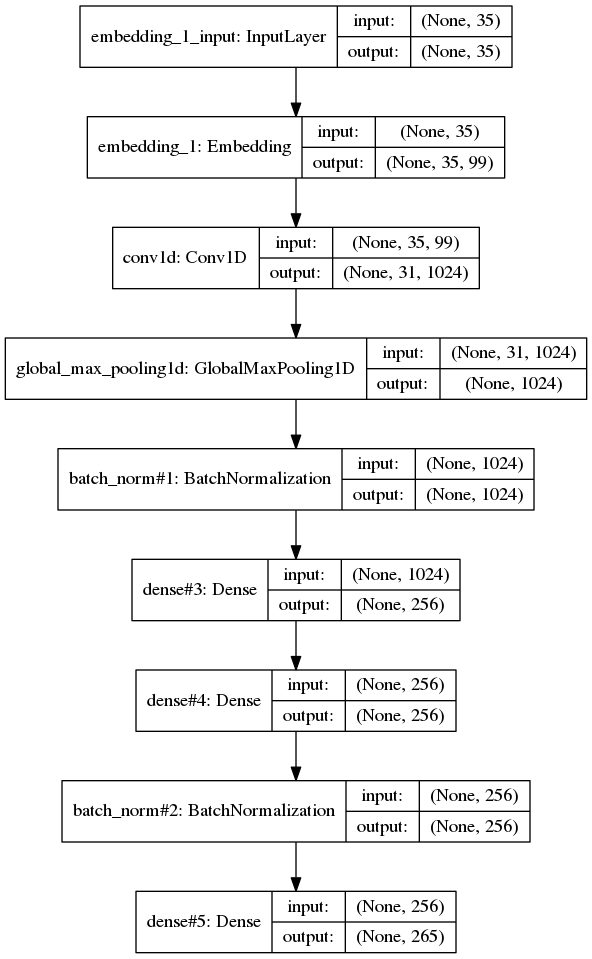 embedding_1_input: InputLayer
input: (None, 35)
output: (None, 35)
embedding_1: Embedding
input: (None, 35)
output: (None, 35, 99)
conv1d: Conv1D
input: (None, 35, 99)
output: (None, 31, 1024)
global_max_pooling1d: GlobalMaxPooling1D
input: (None, 31, 1024)
output: (None, 1024)
batch_norm#1: BatchNormalization
input: (None, 1024)
output: (None, 1024)
dense#3: Dense
input: (None, 1024)
output: (None, 256)
dense#4: Dense
input: (None, 256)
output: (None, 256)
batch_norm#2: BatchNormalization
input: (None, 256)
output: (None, 256)
dense#5: Dense
input: (None, 256)
output: (None, 265)